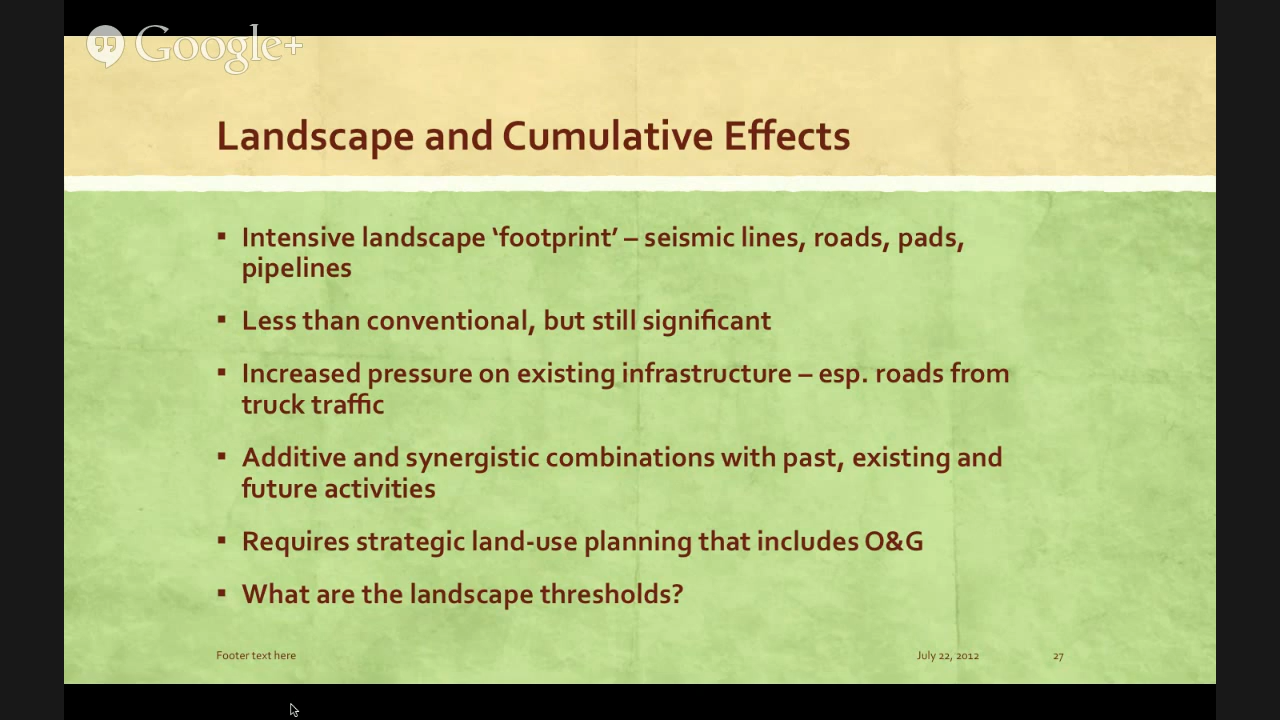 Google+
Landscape and Cumulative Effects
▪ Intensive landscape ‘footprint’ – seismic lines, roads, pads,
pipelines
▪ Less than conventional, but still significant
▪ Increased pressure on existing infrastructure – esp. roads from
truck traffic
▪ Additive and synergistic combinations with past, existing and
future activities
▪ Requires strategic land-use planning that includes O&G
▪ What are the landscape thresholds?
Footer text here July 22, 2012 27